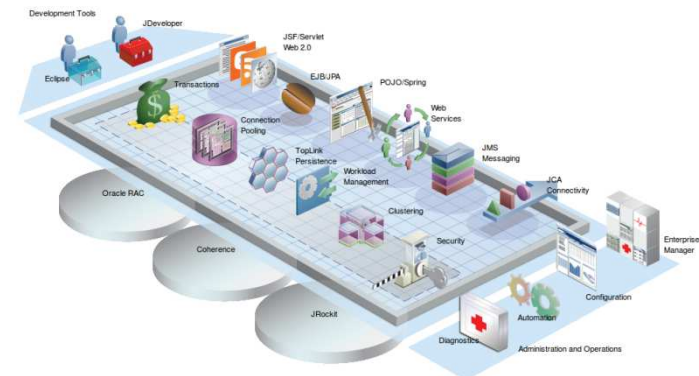 Development Tools
JDeveloper
Eclipse
JSF/Servlet
Web 2.0
Transactions
EJB/JPA
POJO/Spring
Connection
Pooling
Web
Services
TopLink
Persistence
JMS
Messaging
Workload
Management
JCA
Connectivity
Oracle RAC
Clustering
Security
Enterprise
Manager
Coherence
Configuration
JRockit
Automation
Diagnostics
Administration and Operations